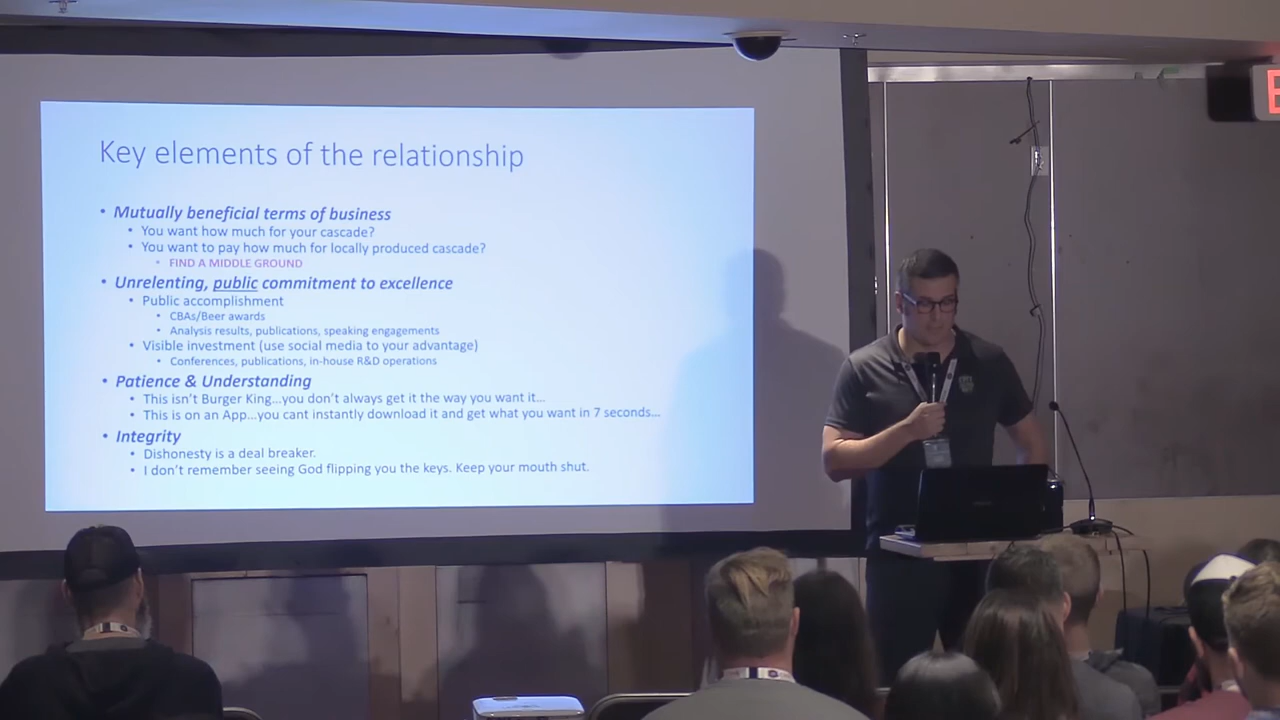 Key elements of the relationship
• Mutually beneficial terms of business
• You want how much for your cascade?
• You want to pay how much for locally produced cascade?
• FIND A MIDDLE GROUND
• Unrelenting, public commitment to excellence
• Public accomplishment
• CBAs/Beer awards
• Analysis results, publications, speaking engagements
• Visible investment (use social media to your advantage)
• Conferences, publications, in-house R&D operations
• Patience & Understanding
• This isn't Burger King...you don't always get it the way you want it...
• This is on an App...you cant instantly download it and get what you want in 7 seconds...
• Integrity
• Dishonesty is a deal breaker.
• I don't remember seeing God flipping you the keys. Keep your mouth shut.
E